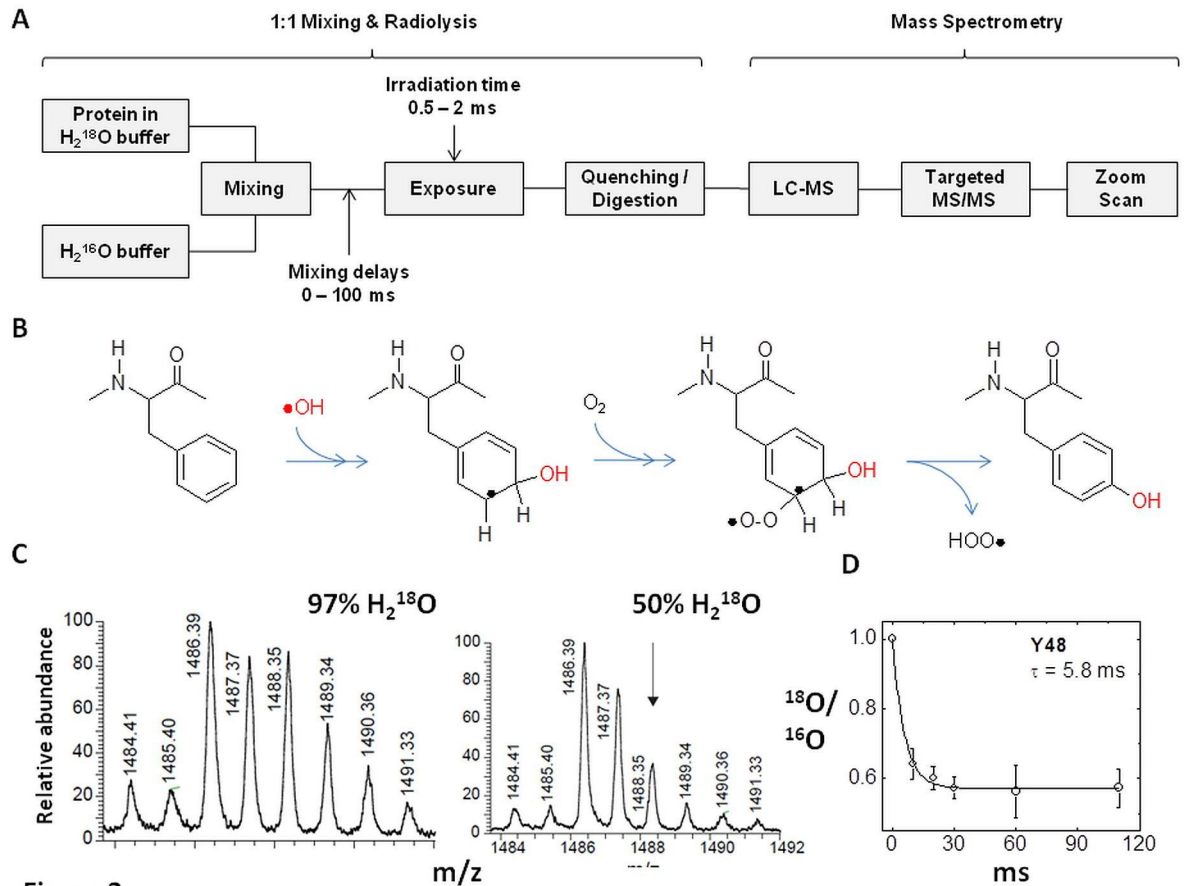 A
1:1 Mixing & Radiolysis
Mass Spectrometry
Irradiation time
0.5 – 2 ms
Protein in
H₂¹⁸O buffer
Mixing
Exposure
Quenching /
Digestion
LC-MS
Targeted
MS/MS
Zoom
Scan
H₂¹⁶O buffer
Mixing delays
0 – 100 ms
B
H
N
O
•OH
H
N
O
OH
H
H
O₂
H
N
O
OH
H
•O-O
H
HOO•
H
N
O
OH
C
97% H₂¹⁸O
Relative abundance
100
80
60
40
20
0
1484.41
1485.40
1486.39
1487.37
1488.35
1489.34
1490.36
1491.33
50% H₂¹⁸O
100
80
60
40
20
0
1484.41
1485.40
1486.39
1487.37
1488.35
1489.34
1490.36
1491.33
1484
1486
1488
1490
1492
m/z
D
¹⁸O/
¹⁶O
1.0
0.8
0.6
Y48
τ = 5.8 ms
0
30
60
90
120
ms